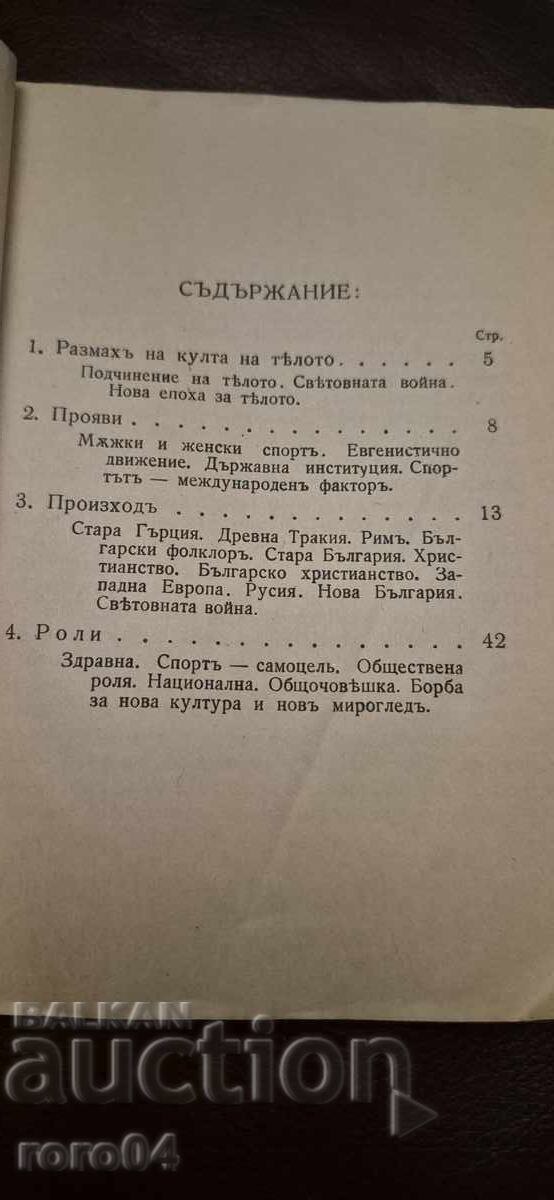 СЪДЪРЖАНИЕ:
Стр.
1. Размахъ на култа на тѣлото. . . . . . . 5
Подчинение на тѣлото. Свѣтовната война.
Нова епоха за тѣлото.
2. Прояви . . . . . . . . . . . . . . . 8
Мѫжки и женски спортъ. Евгенистично
движение. Държавна институция. Спор-
тътъ — международенъ факторъ.
3. Произходъ . . . . . . . . . . . . . 13
Стара Гърция. Древна Тракия. Римъ. Бъл-
гарски фолклоръ. Стара България. Хрис-
тианство. Българско християнство. За-
падна Европа. Русия. Нова България.
Свѣтовната война.
4. Роли . . . . . . . . . . . . . . . 42
Здравна. Спортъ — самоцель. Обществена
роля. Национална. Общочовѣшка. Борба
за нова култура и новъ мирогледъ.
BALKAN
auction
roro04